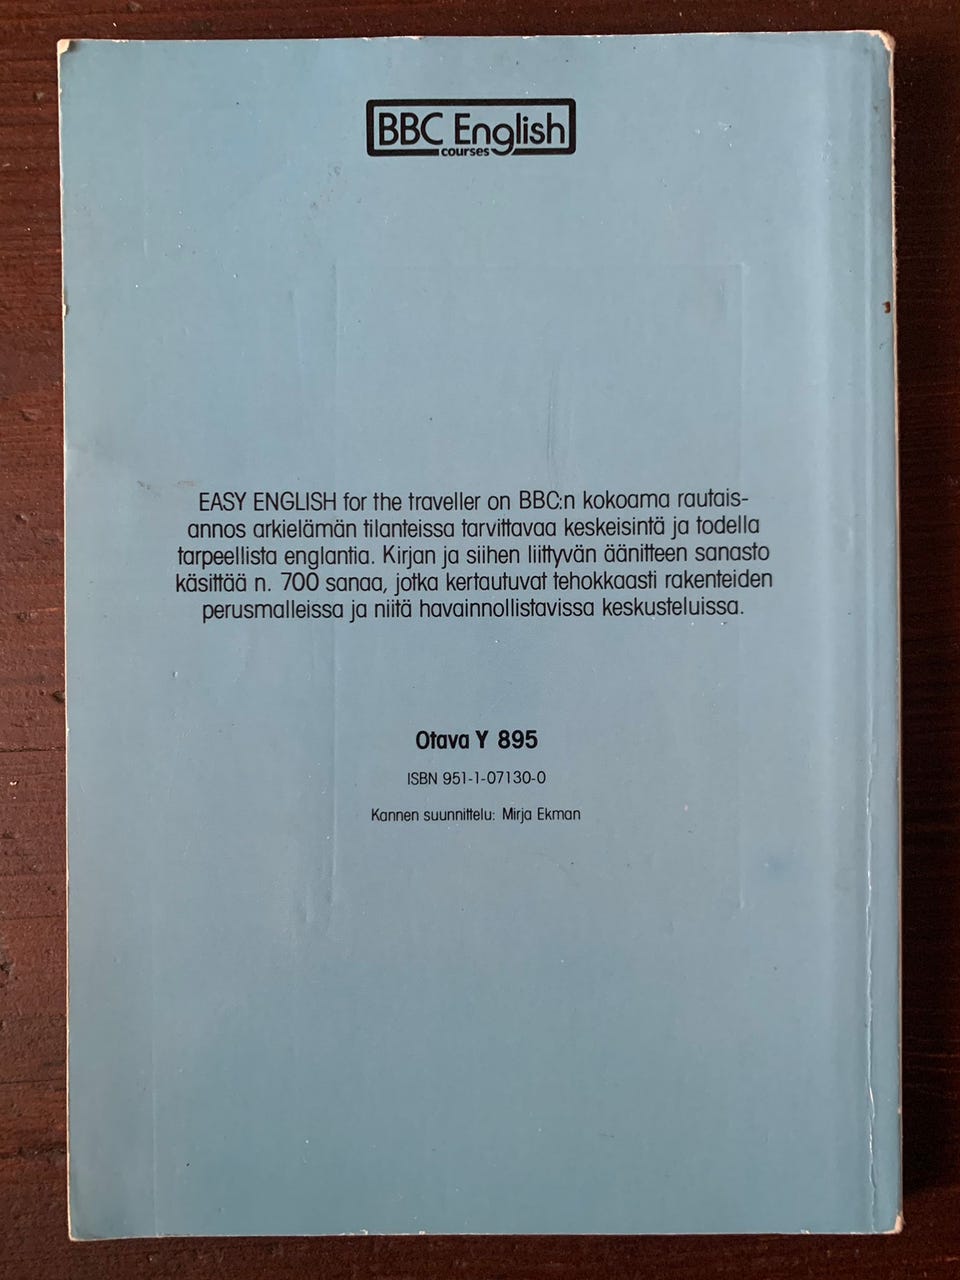 BBC English
courses
EASY ENGLISH for the traveller on BBC:n kokoama rautais-
annos arkielämän tilanteissa tarvittavaa keskeisintä ja todella
tarpeellista englantia. Kirjan ja siihen liittyvän äänitteen sanasto
käsittää n. 700 sanaa, jotka kertautuvat tehokkaasti rakenteiden
perusmalleissa ja niitä havainnollistavissa keskusteluissa.
Otava Y 895
ISBN 951-1-07130-0
Kannen suunnittelu: Mirja Ekman